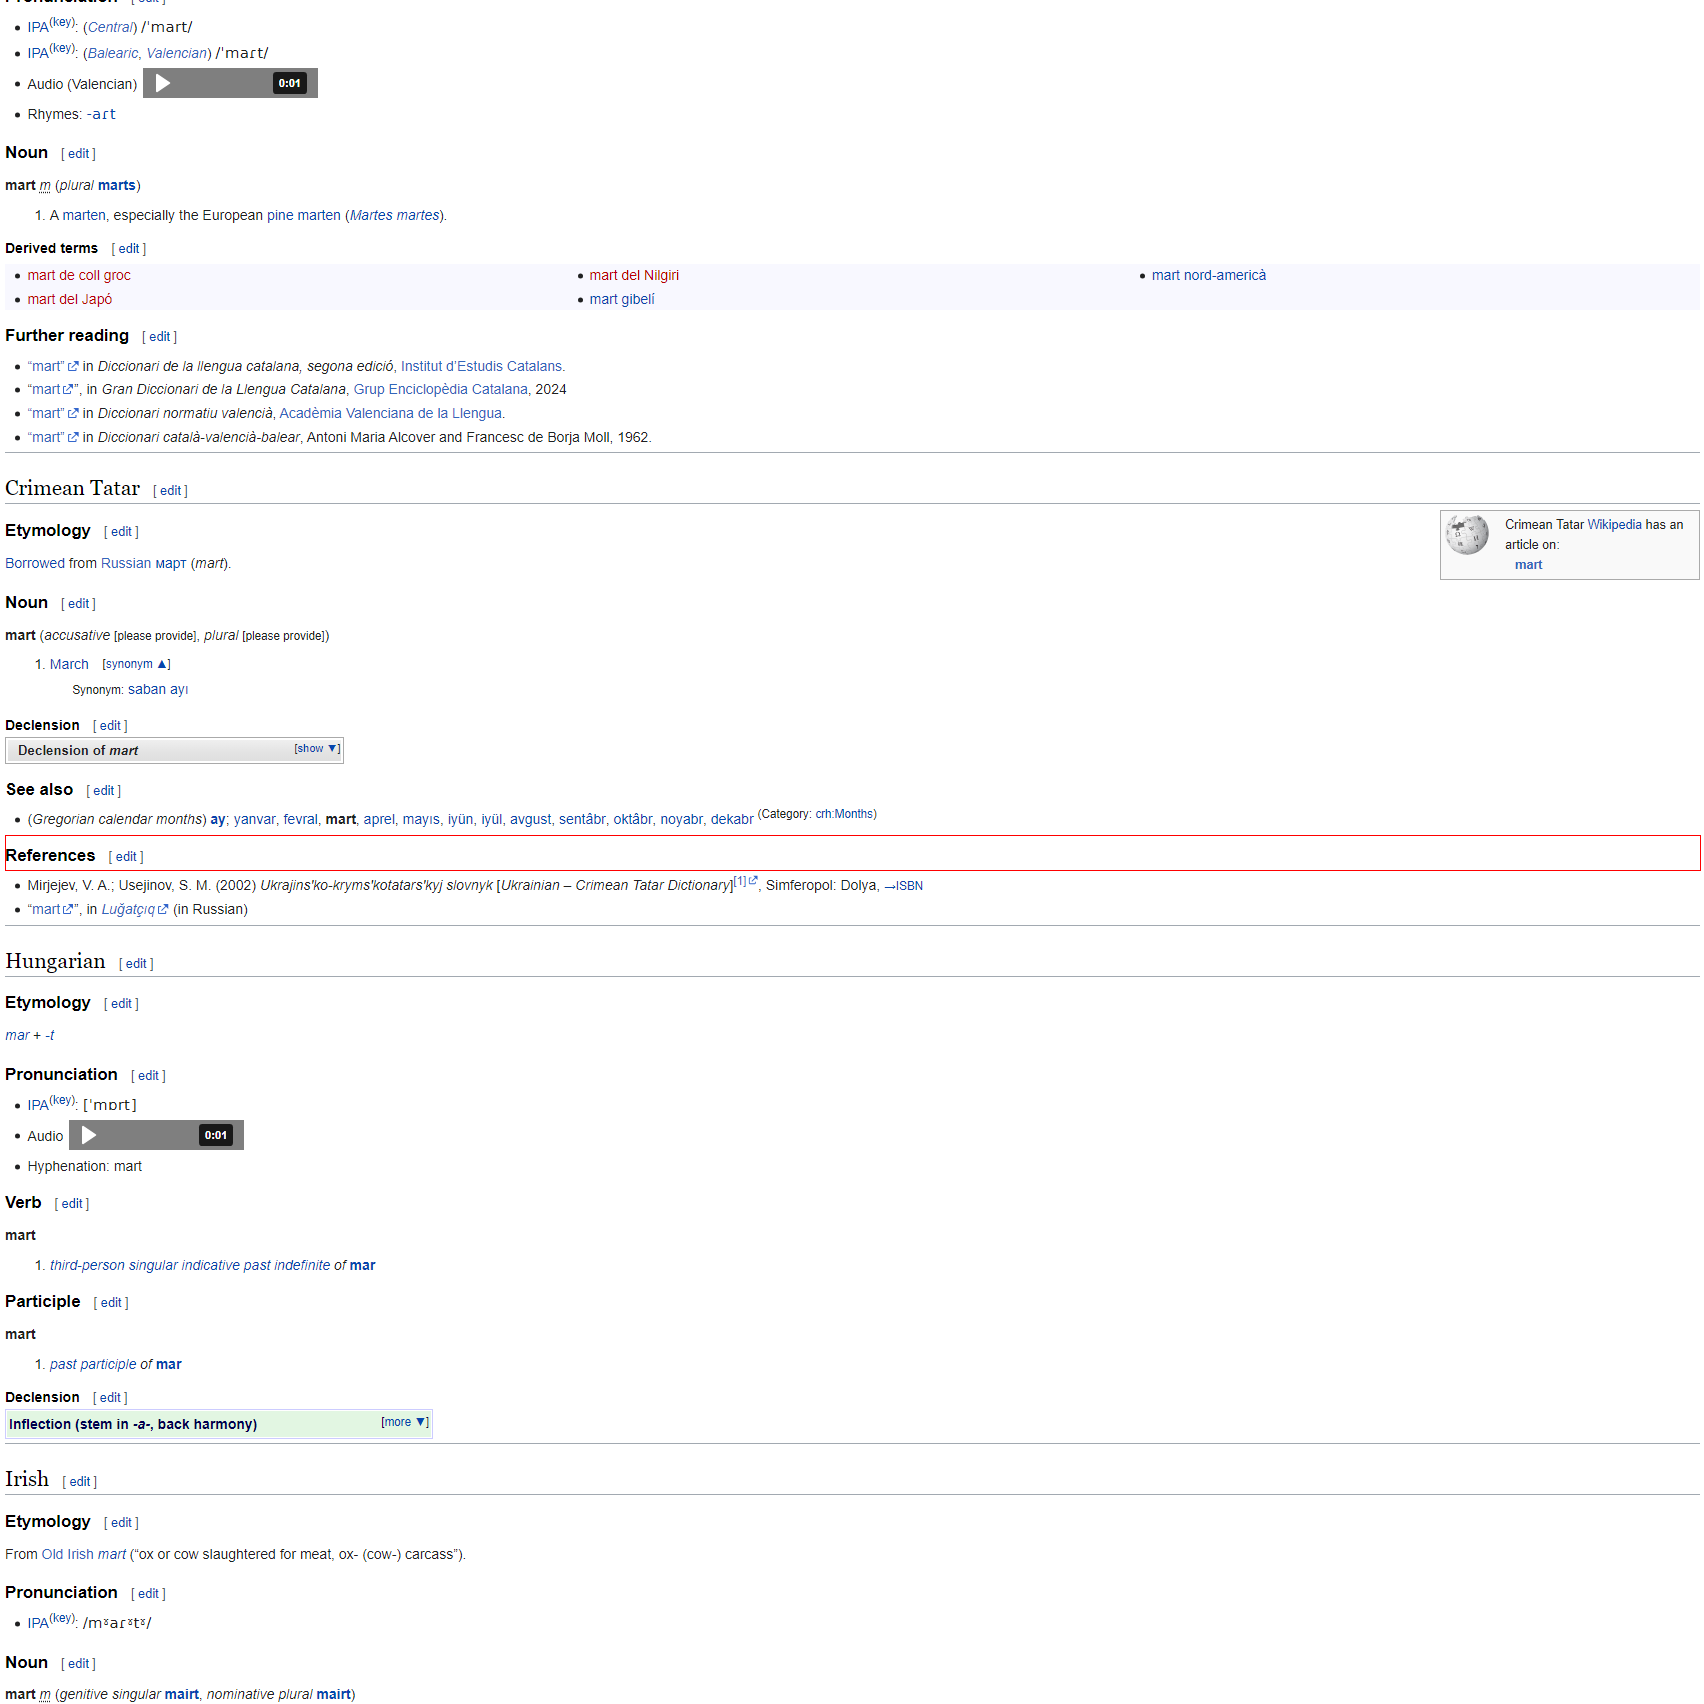 IPA(key): (Central) /ˈmart/
IPA(key): (Balearic, Valencian) /ˈmaɾt/
Audio (Valencian) 0:01
Rhymes: -aɾt
Noun [ edit ]
mart m (plural marts)
1. A marten, especially the European pine marten (Martes martes).
Derived terms [ edit ]
mart de coll groc
mart del Japó
mart del Nilgiri
mart gibelí
mart nord-americà
Further reading [ edit ]
“mart” in Diccionari de la llengua catalana, segona edició, Institut d’Estudis Catalans.
“mart”, in Gran Diccionari de la Llengua Catalana, Grup Enciclopèdia Catalana, 2024
“mart” in Diccionari normatiu valencià, Acadèmia Valenciana de la Llengua.
“mart” in Diccionari català-valencià-balear, Antoni Maria Alcover and Francesc de Borja Moll, 1962.
Crimean Tatar [ edit ]
Etymology [ edit ]
Crimean Tatar Wikipedia has an
article on:
mart
Borrowed from Russian март (mart).
Noun [ edit ]
mart (accusative [please provide], plural [please provide])
1. March [synonym ▲]
Synonym: saban ayı
Declension [ edit ]
Declension of mart [show ▼]
See also [ edit ]
(Gregorian calendar months) ay; yanvar, fevral, mart, aprel, mayıs, iyün, iyül, avgust, sentâbr, oktâbr, noyabr, dekabr (Category: crh:Months)
References [ edit ]
Mirjejev, V. A.; Usejinov, S. M. (2002) Ukrajinsʹko-krymsʹkotatarsʹkyj slovnyk [Ukrainian – Crimean Tatar Dictionary][1], Simferopol: Dolya, →ISBN
“mart”, in Luğatçıq (in Russian)
Hungarian [ edit ]
Etymology [ edit ]
mar + -t
Pronunciation [ edit ]
IPA(key): [ˈmɒrt]
Audio 0:01
Hyphenation: mart
Verb [ edit ]
mart
1. third-person singular indicative past indefinite of mar
Participle [ edit ]
mart
1. past participle of mar
Declension [ edit ]
Inflection (stem in -a-, back harmony) [more ▼]
Irish [ edit ]
Etymology [ edit ]
From Old Irish mart (“ox or cow slaughtered for meat, ox- (cow-) carcass”).
Pronunciation [ edit ]
IPA(key): /mˠaɾˠtˠ/
Noun [ edit ]
mart m (genitive singular mairt, nominative plural mairt)